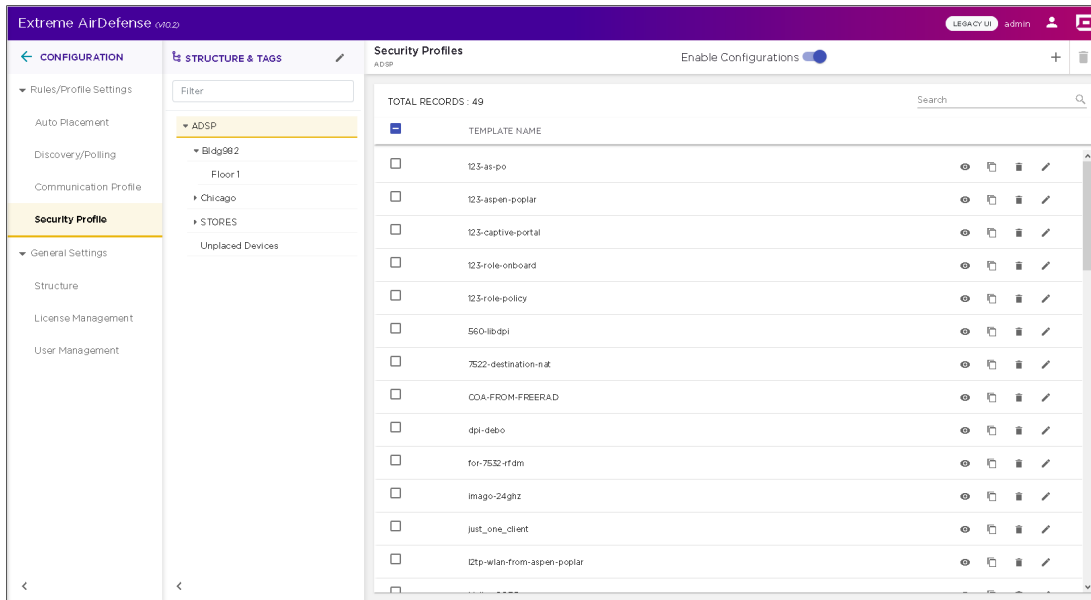 Extreme AirDefense (v10.2)
LEGACY UI admin
CONFIGURATION
Rules/Profile Settings
Auto Placement
Discovery/Polling
Communication Profile
Security Profile
General Settings
Structure
License Management
User Management
STRUCTURE & TAGS
Filter
ADSP
Bldg982
Floor 1
Chicago
STORES
Unplaced Devices
Security Profiles
ADSP
Enable Configurations
TOTAL RECORDS : 49
Search
TEMPLATE NAME
123-as-po
123-aspen-poplar
123-captive-portal
123-role-onboard
123-role-policy
560-libdpi
7522-destination-nat
COA-FROM-FREERAD
dpi-debo
for-7532-rfdm
imago-24ghz
just_one_client
l2tp-wlan-from-aspen-poplar